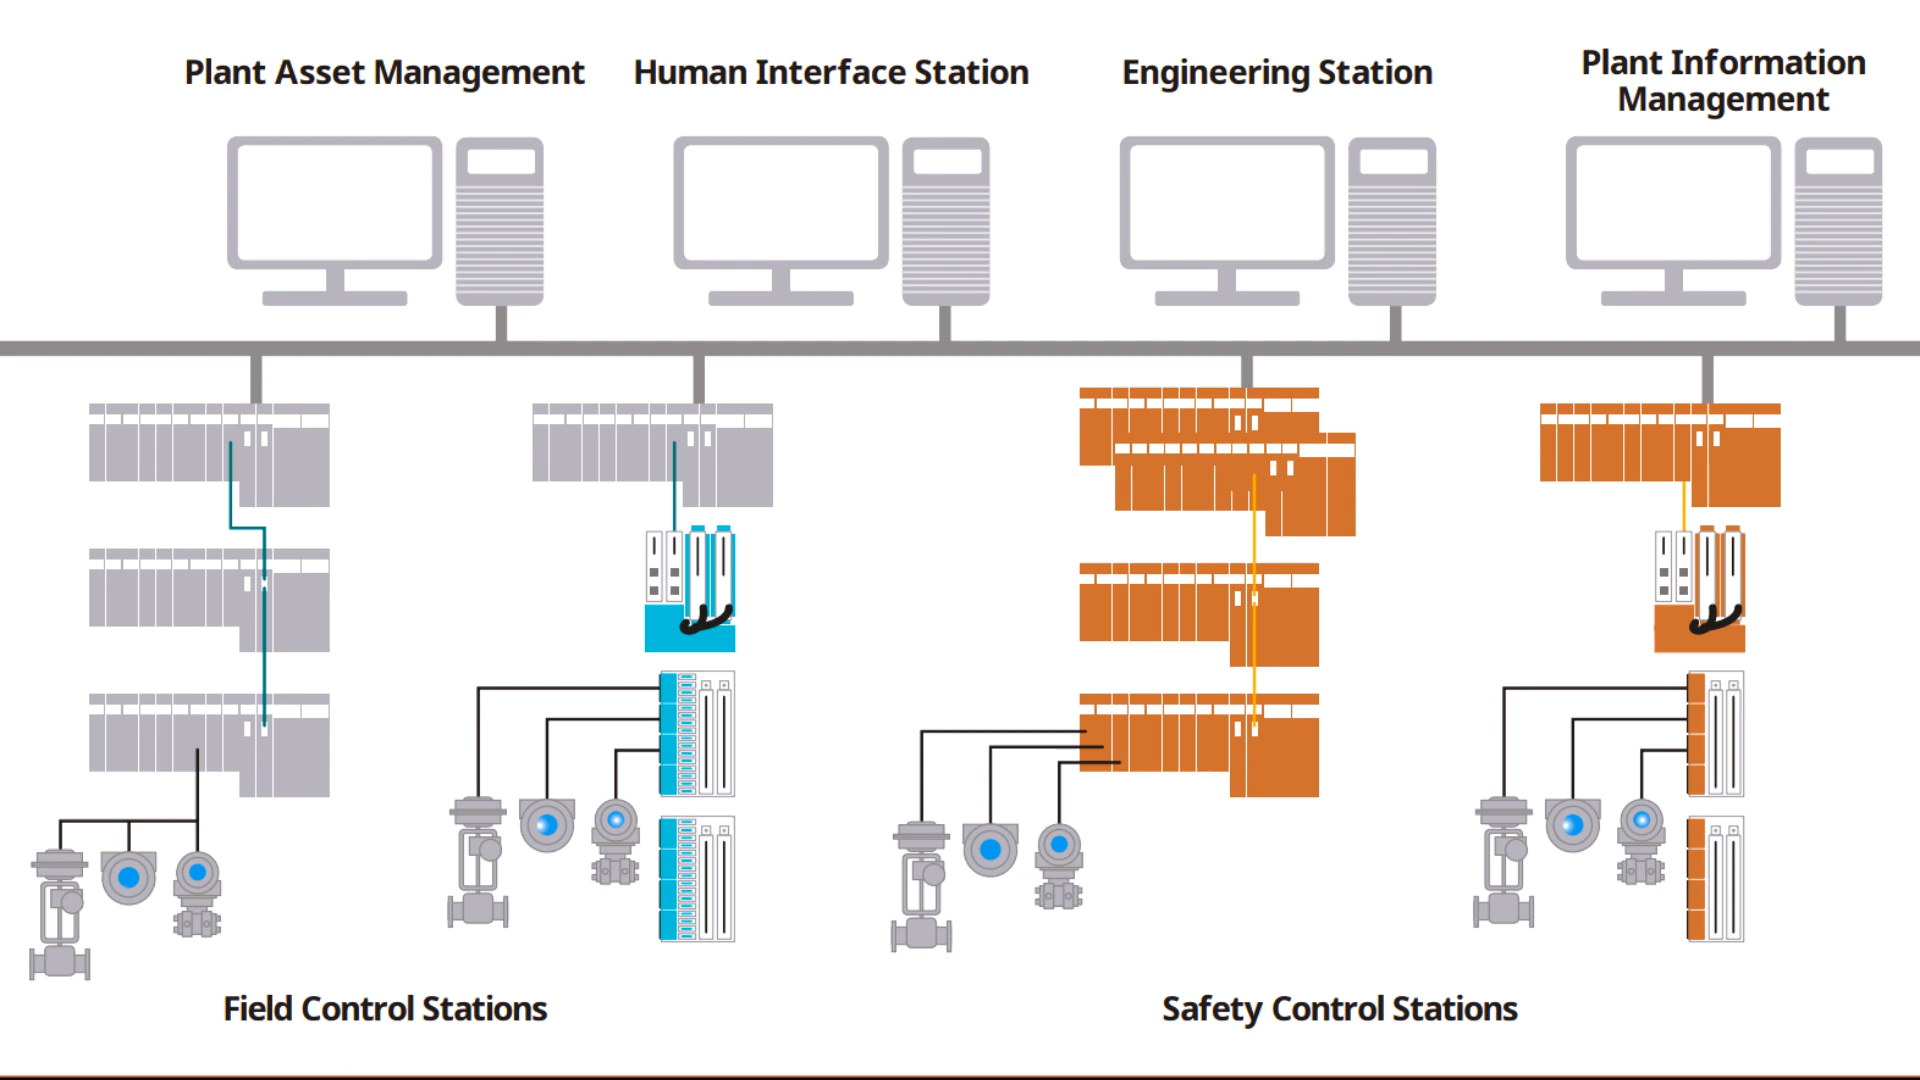 Plant Asset Management
Human Interface Station
Engineering Station
Plant Information
Management
Field Control Stations
Safety Control Stations